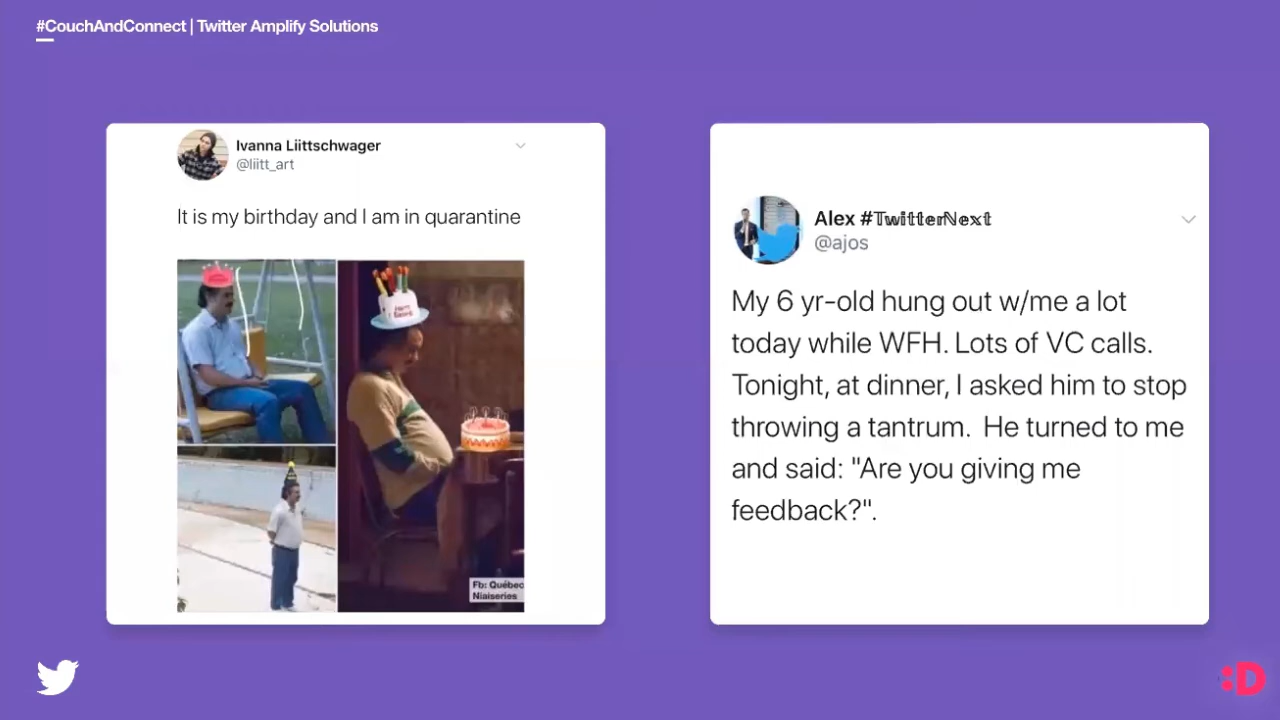 #CouchAndConnect | Twitter Amplify Solutions
Ivanna Liittschwager
@liitt_art
It is my birthday and I am in quarantine
Fb: Québec
Niaiseries
Alex #𝕋𝕨𝕚𝕥𝕥𝕖𝕣ℕ𝕖𝕩𝕥
@ajos
My 6 yr-old hung out w/me a lot
today while WFH. Lots of VC calls.
Tonight, at dinner, I asked him to stop
throwing a tantrum.  He turned to me
and said: "Are you giving me
feedback?".
:D